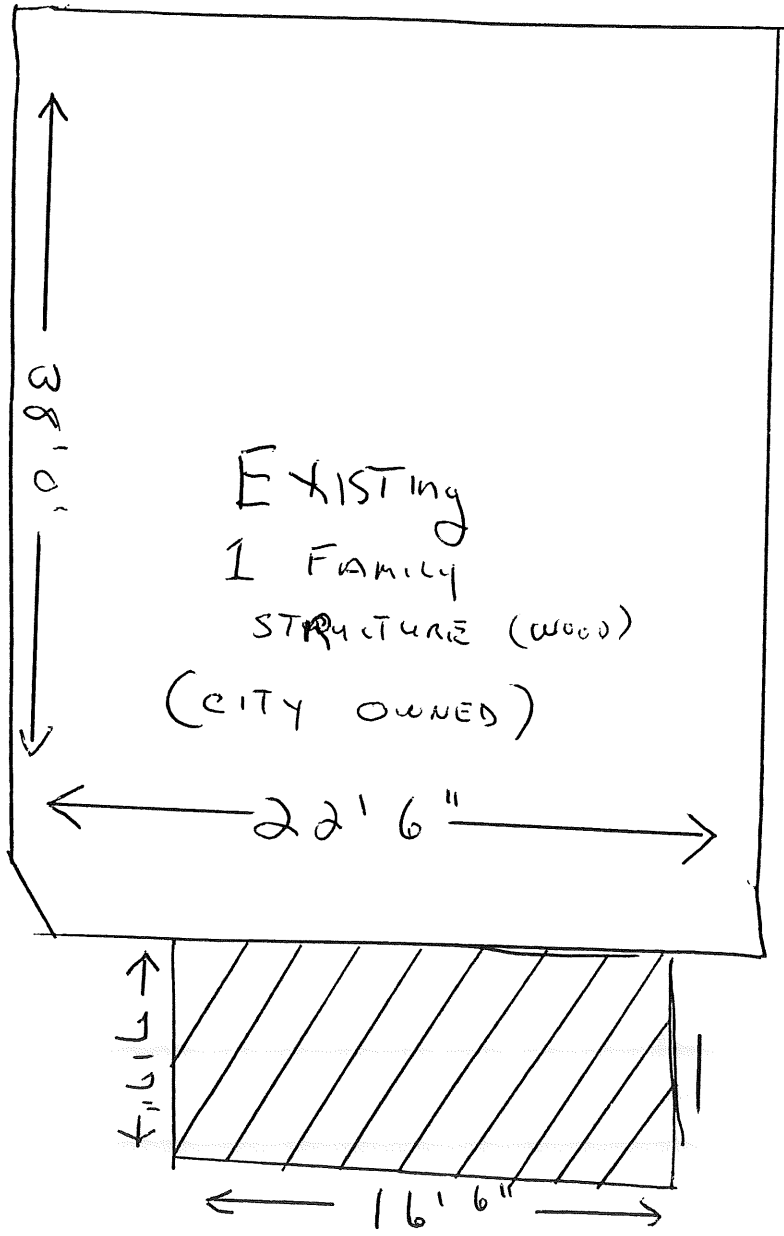 38'0"
Existing
1 Family
STRUCTURE (wood)
(CITY OWNED)
22'6"
16'6"